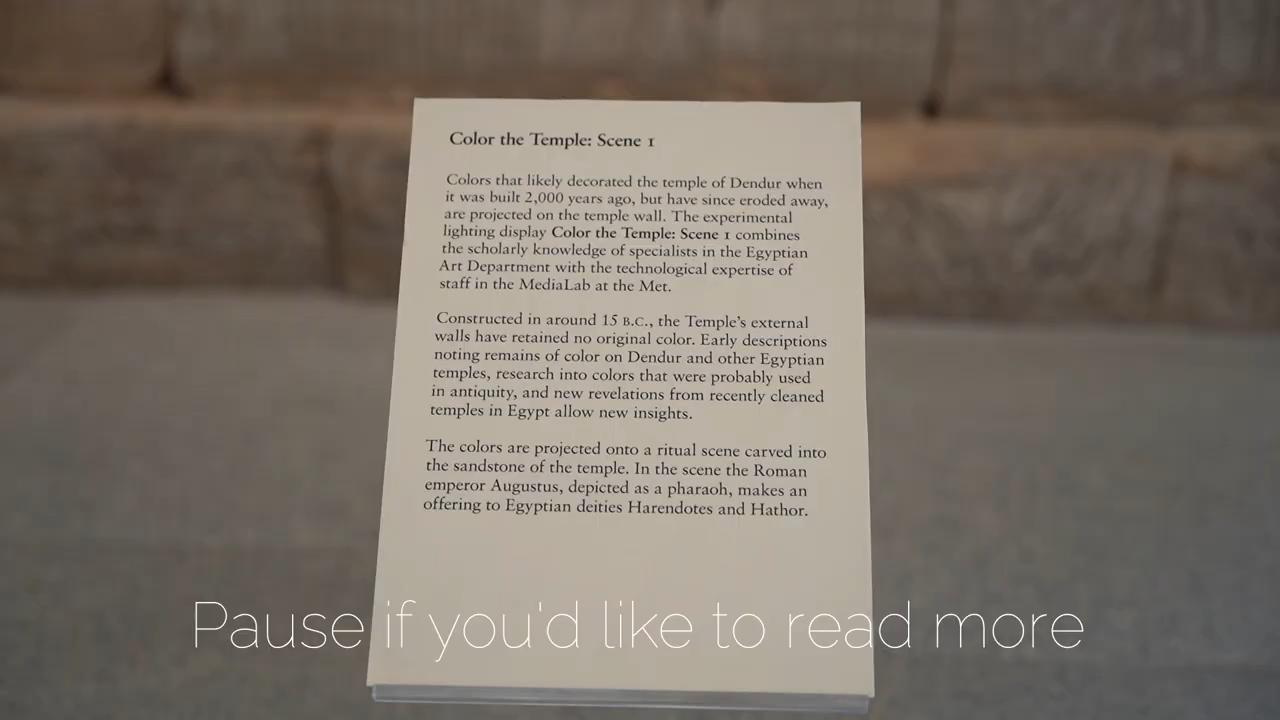 Color the Temple: Scene 1
Colors that likely decorated the temple of Dendur when
it was built 2,000 years ago, but have since eroded away,
are projected on the temple wall. The experimental
lighting display Color the Temple: Scene 1 combines
the scholarly knowledge of specialists in the Egyptian
Art Department with the technological expertise of
staff in the MediaLab at the Met.
Constructed in around 15 B.C., the Temple's external
walls have retained no original color. Early descriptions
noting remains of color on Dendur and other Egyptian
temples, research into colors that were probably used
in antiquity, and new revelations from recently cleaned
temples in Egypt allow new insights.
The colors are projected onto a ritual scene carved into
the sandstone of the temple. In the scene the Roman
emperor Augustus, depicted as a pharaoh, makes an
offering to Egyptian deities Harendotes and Hathor.
Pause if you'd like to read more